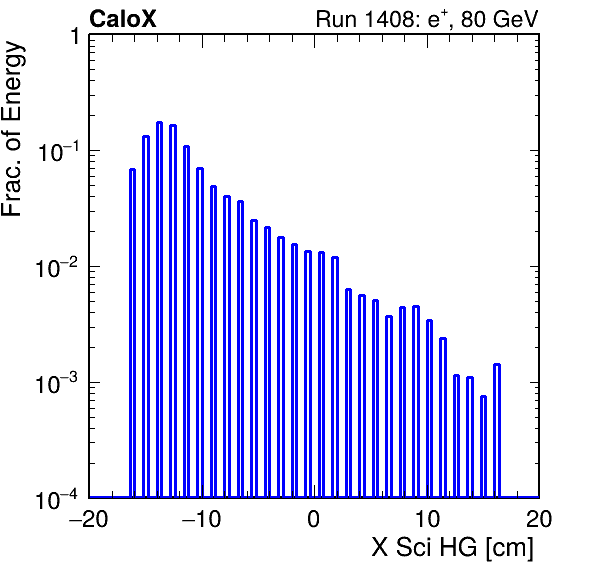 CaloX Run 1408: e⁺, 80 GeV
Frac. of Energy
1
10⁻¹
10⁻²
10⁻³
10⁻⁴
−20 −10 0 10 20
X Sci HG [cm]